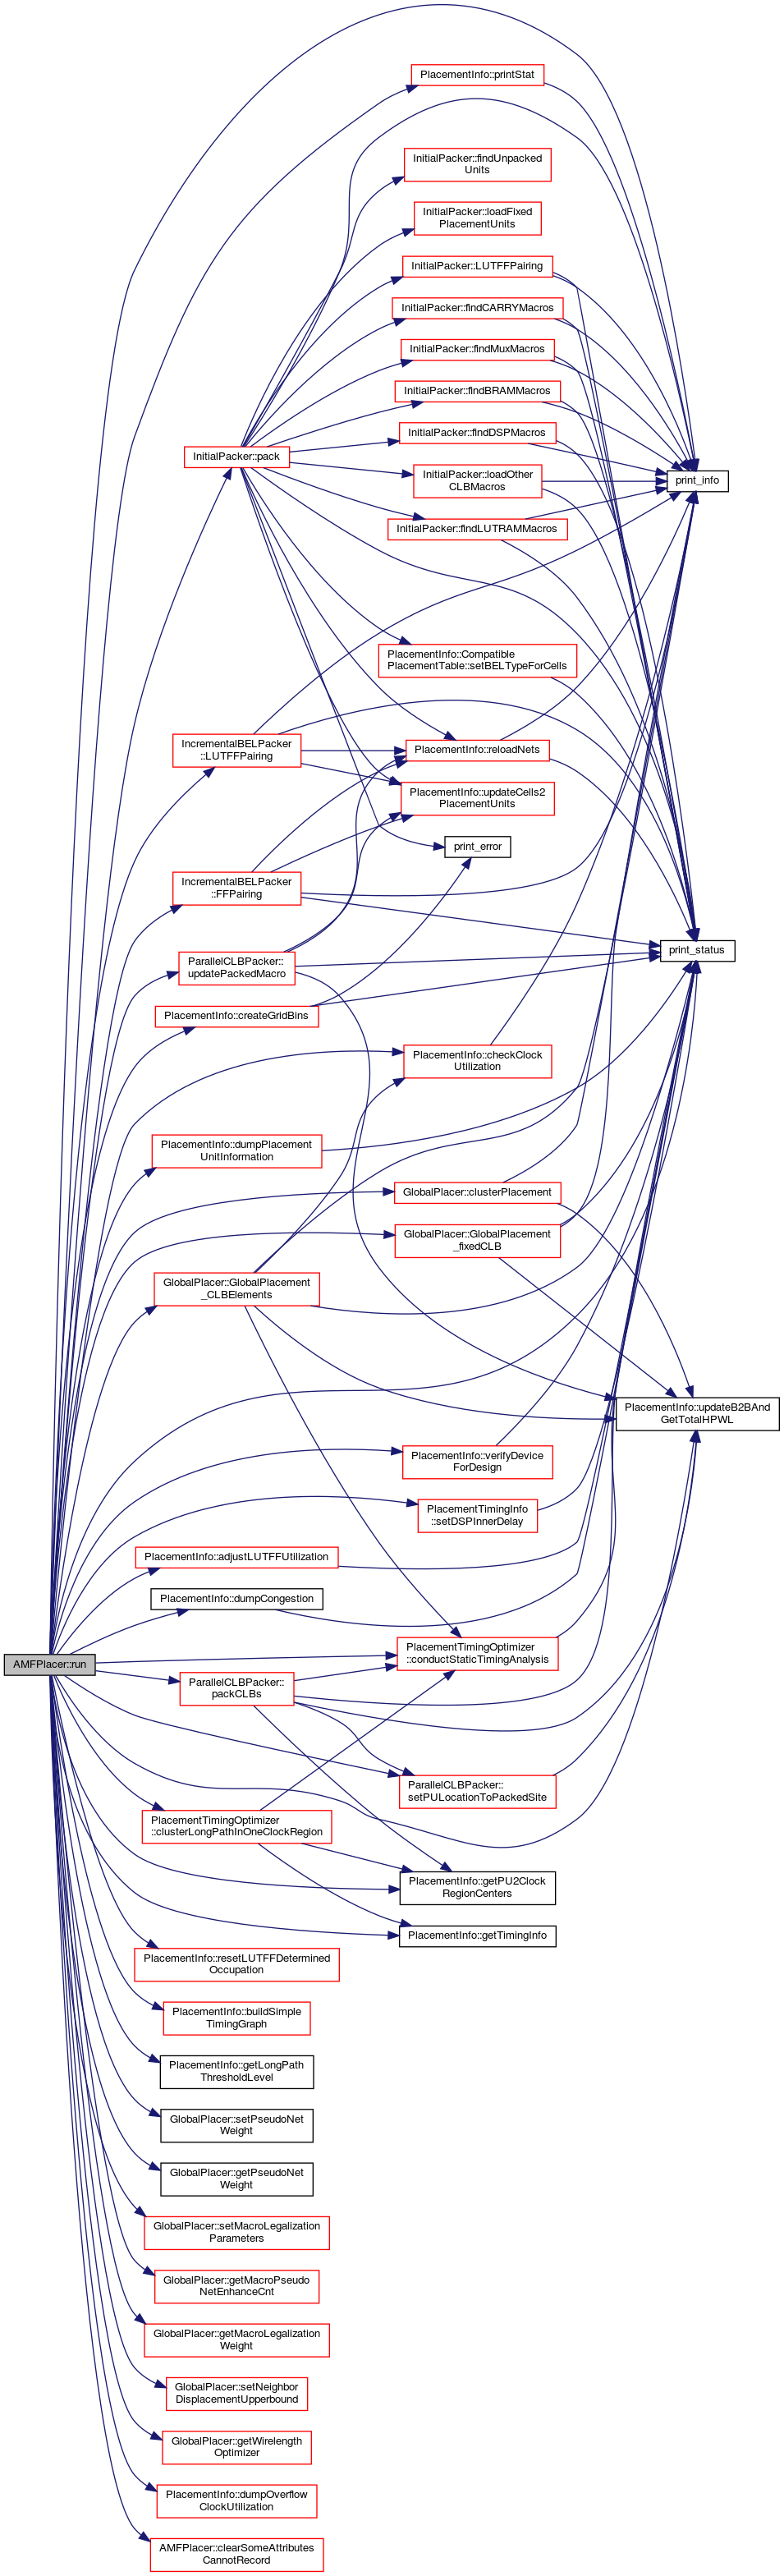 PlacementInfo::printStat
InitialPacker::findUnpacked
Units
InitialPacker::loadFixed
PlacementUnits
InitialPacker::LUTFFPairing
InitialPacker::findCARRYMacros
InitialPacker::findMuxMacros
InitialPacker::findBRAMMacros
InitialPacker::findDSPMacros
InitialPacker::pack
InitialPacker::loadOther
CLBMacros
print_info
InitialPacker::findLUTRAMMacros
PlacementInfo::Compatible
PlacementTable::setBELTypeForCells
IncrementalBELPacker
::LUTFFPairing
PlacementInfo::reloadNets
PlacementInfo::updateCells2
PlacementUnits
print_error
IncrementalBELPacker
::FFPairing
print_status
ParallelCLBPacker::
updatePackedMacro
PlacementInfo::createGridBins
PlacementInfo::checkClock
Utilization
PlacementInfo::dumpPlacement
UnitInformation
GlobalPlacer::clusterPlacement
GlobalPlacer::GlobalPlacement
_fixedCLB
GlobalPlacer::GlobalPlacement
_CLBElements
PlacementInfo::updateB2BAnd
GetTotalHPWL
PlacementInfo::verifyDevice
ForDesign
PlacementTimingInfo
::setDSPInnerDelay
PlacementInfo::adjustLUTFFUtilization
PlacementInfo::dumpCongestion
AMFPlacer::run
PlacementTimingOptimizer
::conductStaticTimingAnalysis
ParallelCLBPacker::
packCLBs
ParallelCLBPacker::
setPULocationToPackedSite
PlacementTimingOptimizer
::clusterLongPathInOneClockRegion
PlacementInfo::getPU2Clock
RegionCenters
PlacementInfo::getTimingInfo
PlacementInfo::resetLUTFFDetermined
Occupation
PlacementInfo::buildSimple
TimingGraph
PlacementInfo::getLongPath
ThresholdLevel
GlobalPlacer::setPseudoNet
Weight
GlobalPlacer::getPseudoNet
Weight
GlobalPlacer::setMacroLegalization
Parameters
GlobalPlacer::getMacroPseudo
NetEnhanceCnt
GlobalPlacer::getMacroLegalization
Weight
GlobalPlacer::setNeighbor
DisplacementUpperbound
GlobalPlacer::getWirelength
Optimizer
PlacementInfo::dumpOverflow
ClockUtilization
AMFPlacer::clearSomeAttributes
CannotRecord